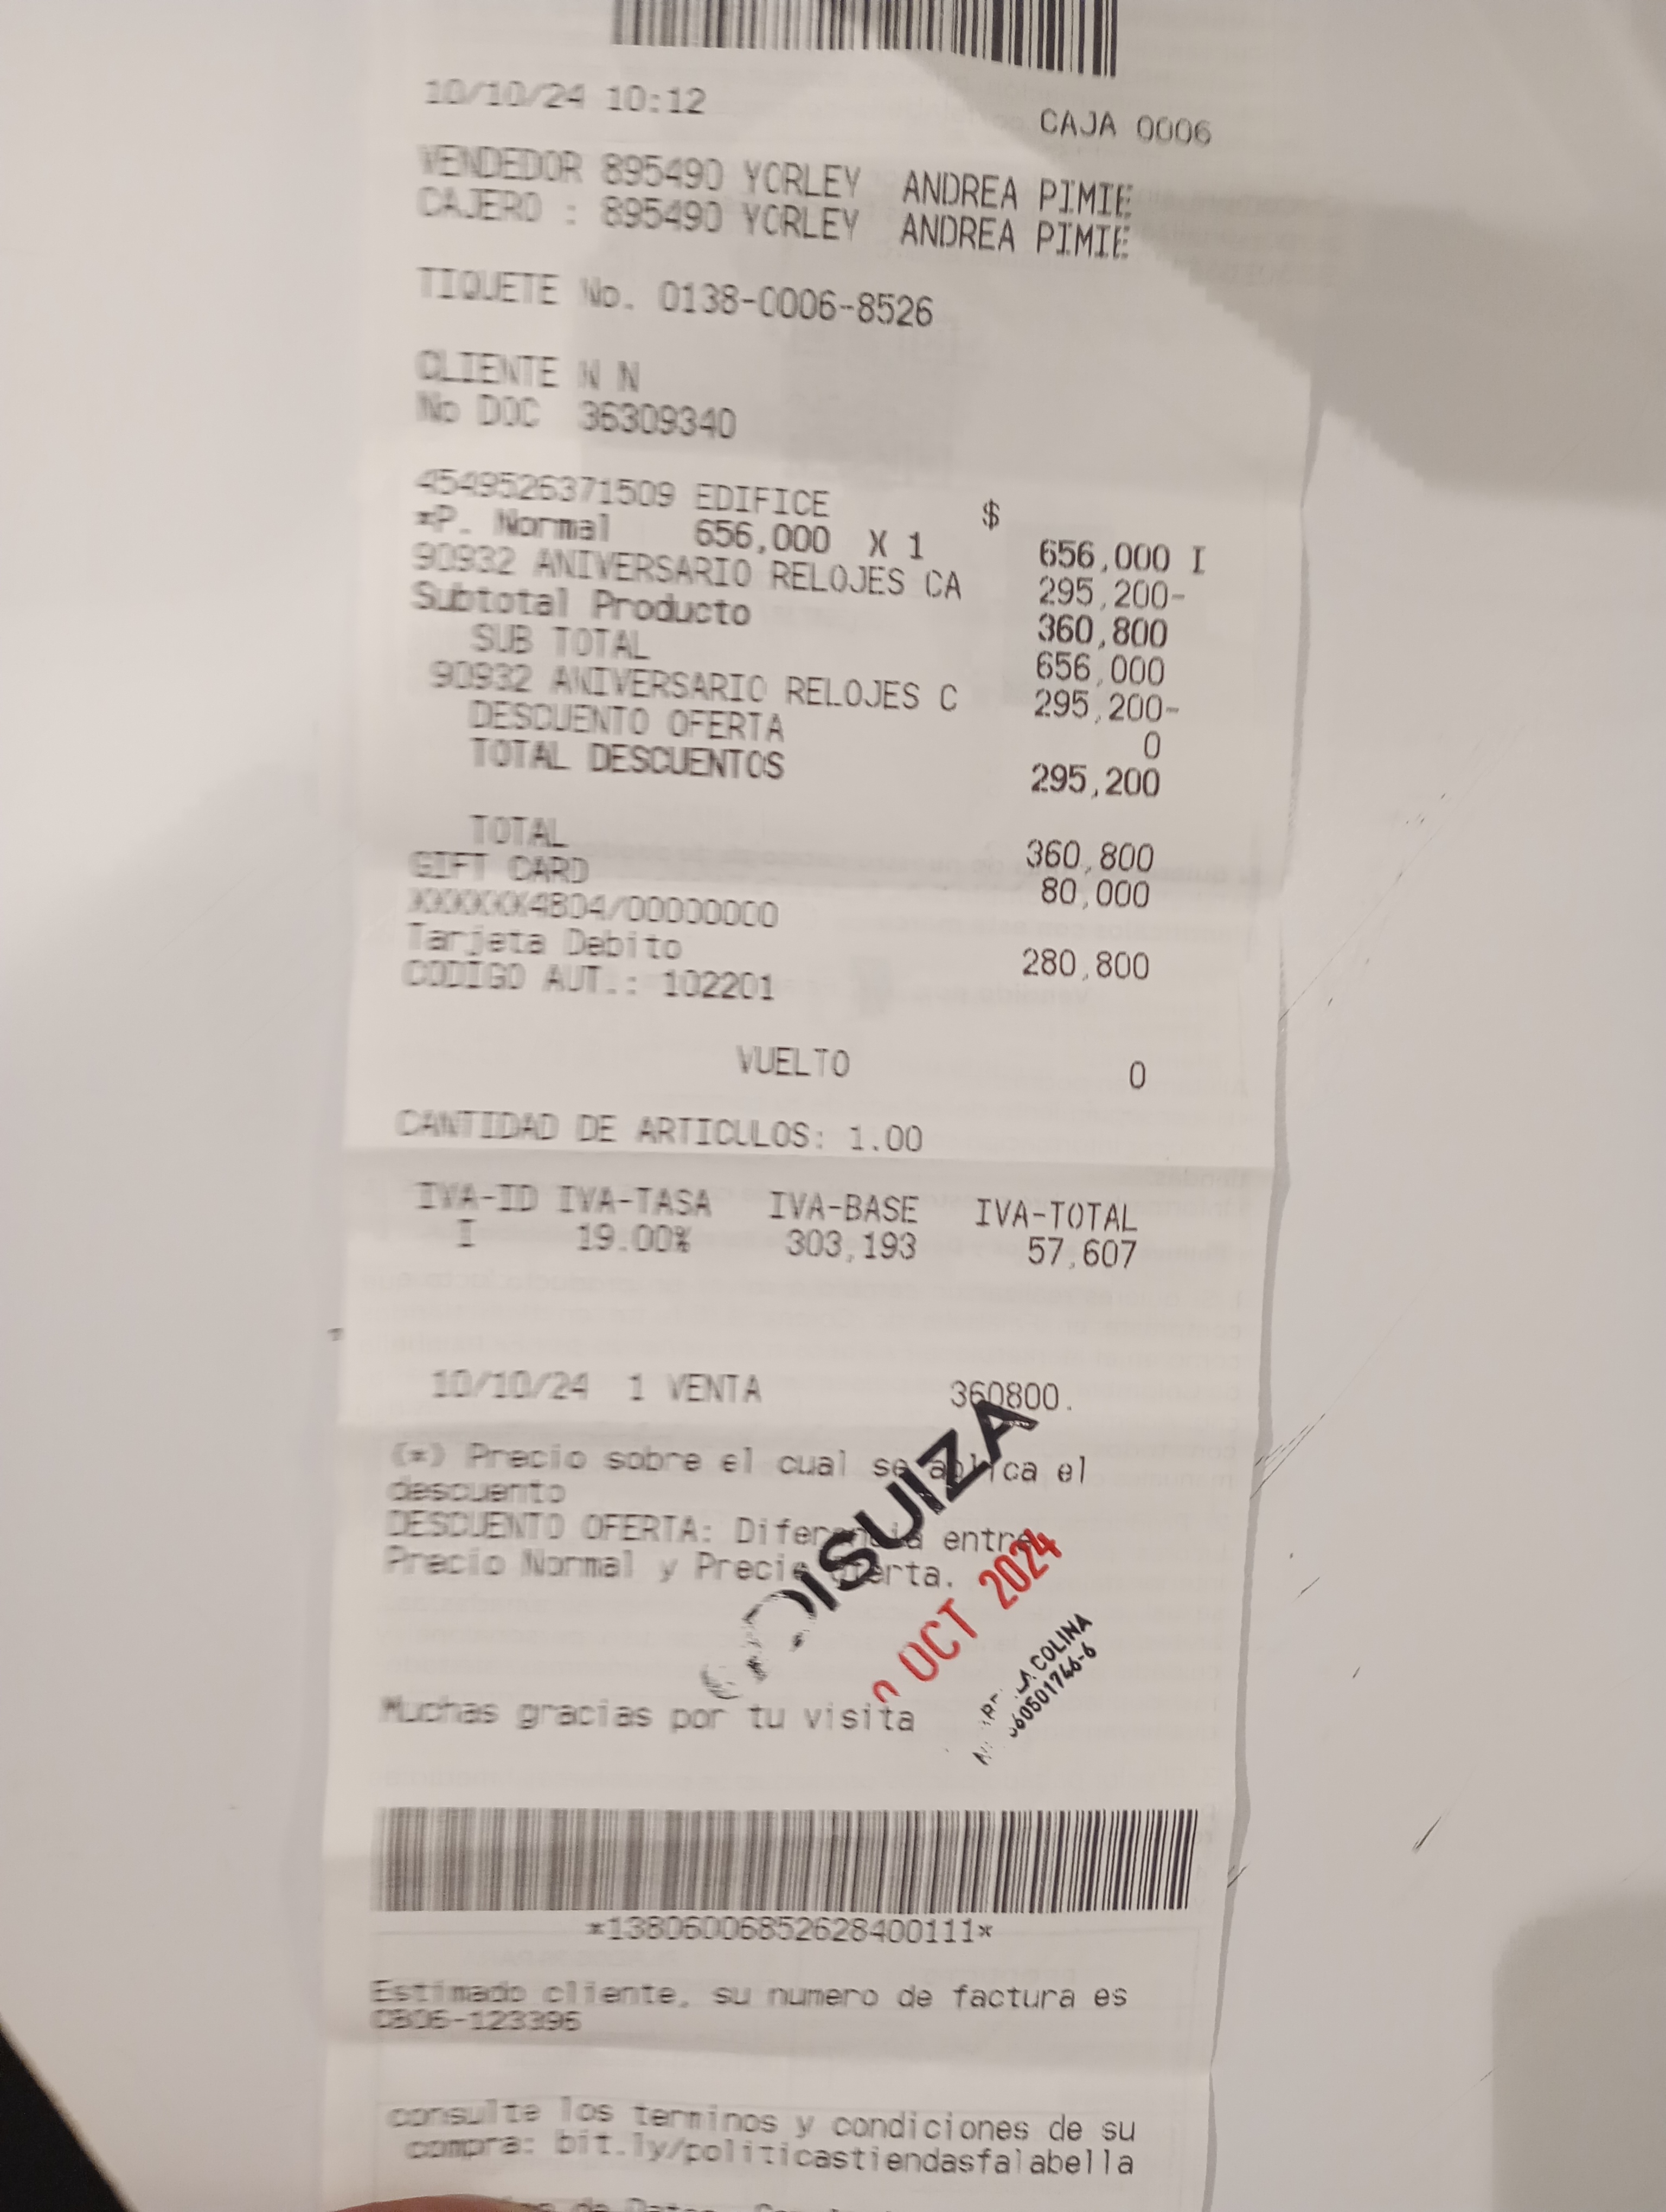 10/10/24 10:12 CAJA 0006
VENDEDOR 895490 YORLEY ANDREA PIMIE
CAJERO : 895490 YORLEY ANDREA PIMIE
TIQUETE No. 0138-0006-8526
CLIENTE N N
No DOC 36309340
4549526371509 EDIFICE $
*P. Normal 656,000 X 1 656,000 I
90932 ANIVERSARIO RELOJES CA 295,200-
Subtotal Producto 360,800
SUB TOTAL 656,000
90932 ANIVERSARIO RELOJES C 295,200-
DESCUENTO OFERTA 0
TOTAL DESCUENTOS 295,200
TOTAL 360,800
GIFT CARD 80,000
XXXXXXX4804/00000000
Tarjeta Debito 280,800
CODIGO AUT.: 102201
VUELTO 0
CANTIDAD DE ARTICULOS: 1.00
IVA-ID IVA-TASA IVA-BASE IVA-TOTAL
I 19.00% 303,193 57,607
10/10/24 1 VENTA 360800.
(*) Precio sobre el cual se aplica el
descuento
DESCUENTO OFERTA: Diferencia entre
Precio Normal y Precio oferta.
DISUIZA
OCT 2024
COLINA
60501746-6
Muchas gracias por tu visita
*13806006852628400111*
Estimado cliente, su numero de factura es
CB06-123396
consulte los terminos y condiciones de su
compra: bit.ly/politicastiendasfalabella